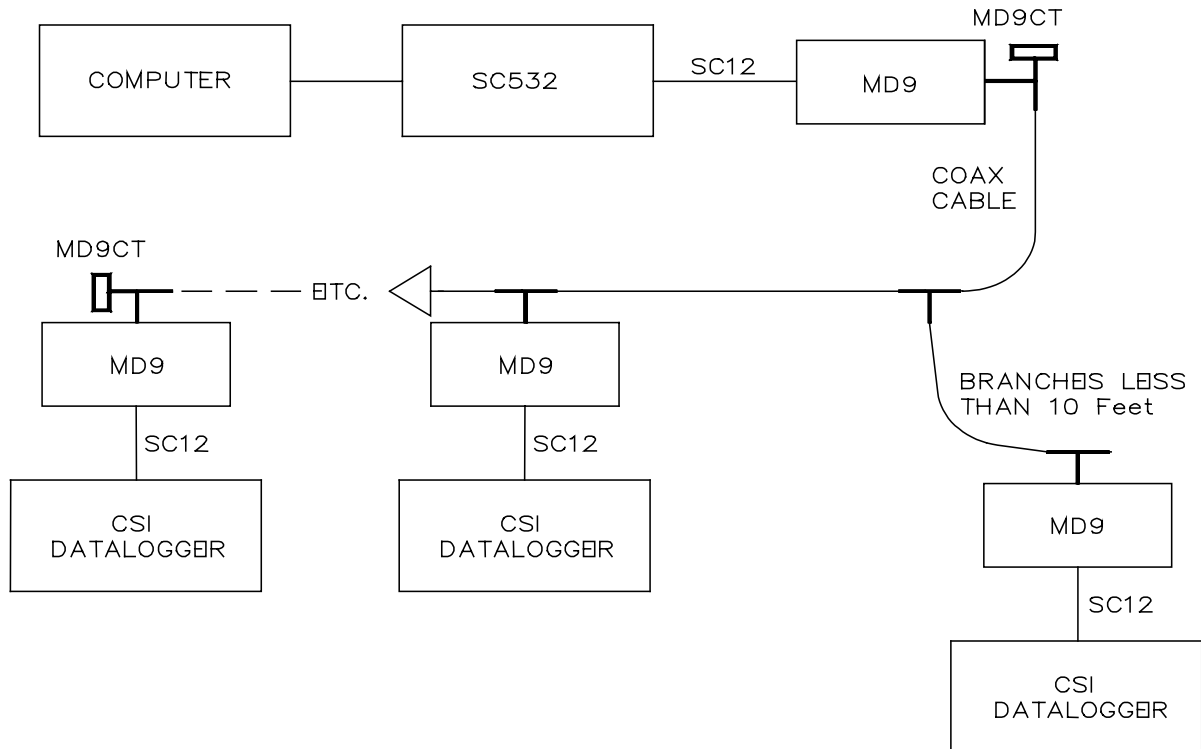 MD9CT
COMPUTER
SC532
SC12
MD9
COAX
CABLE
MD9CT
ETC.
MD9
MD9
BRANCHES LESS
THAN 10 Feet
SC12
SC12
CSI
DATALOGGER
CSI
DATALOGGER
MD9
SC12
CSI
DATALOGGER